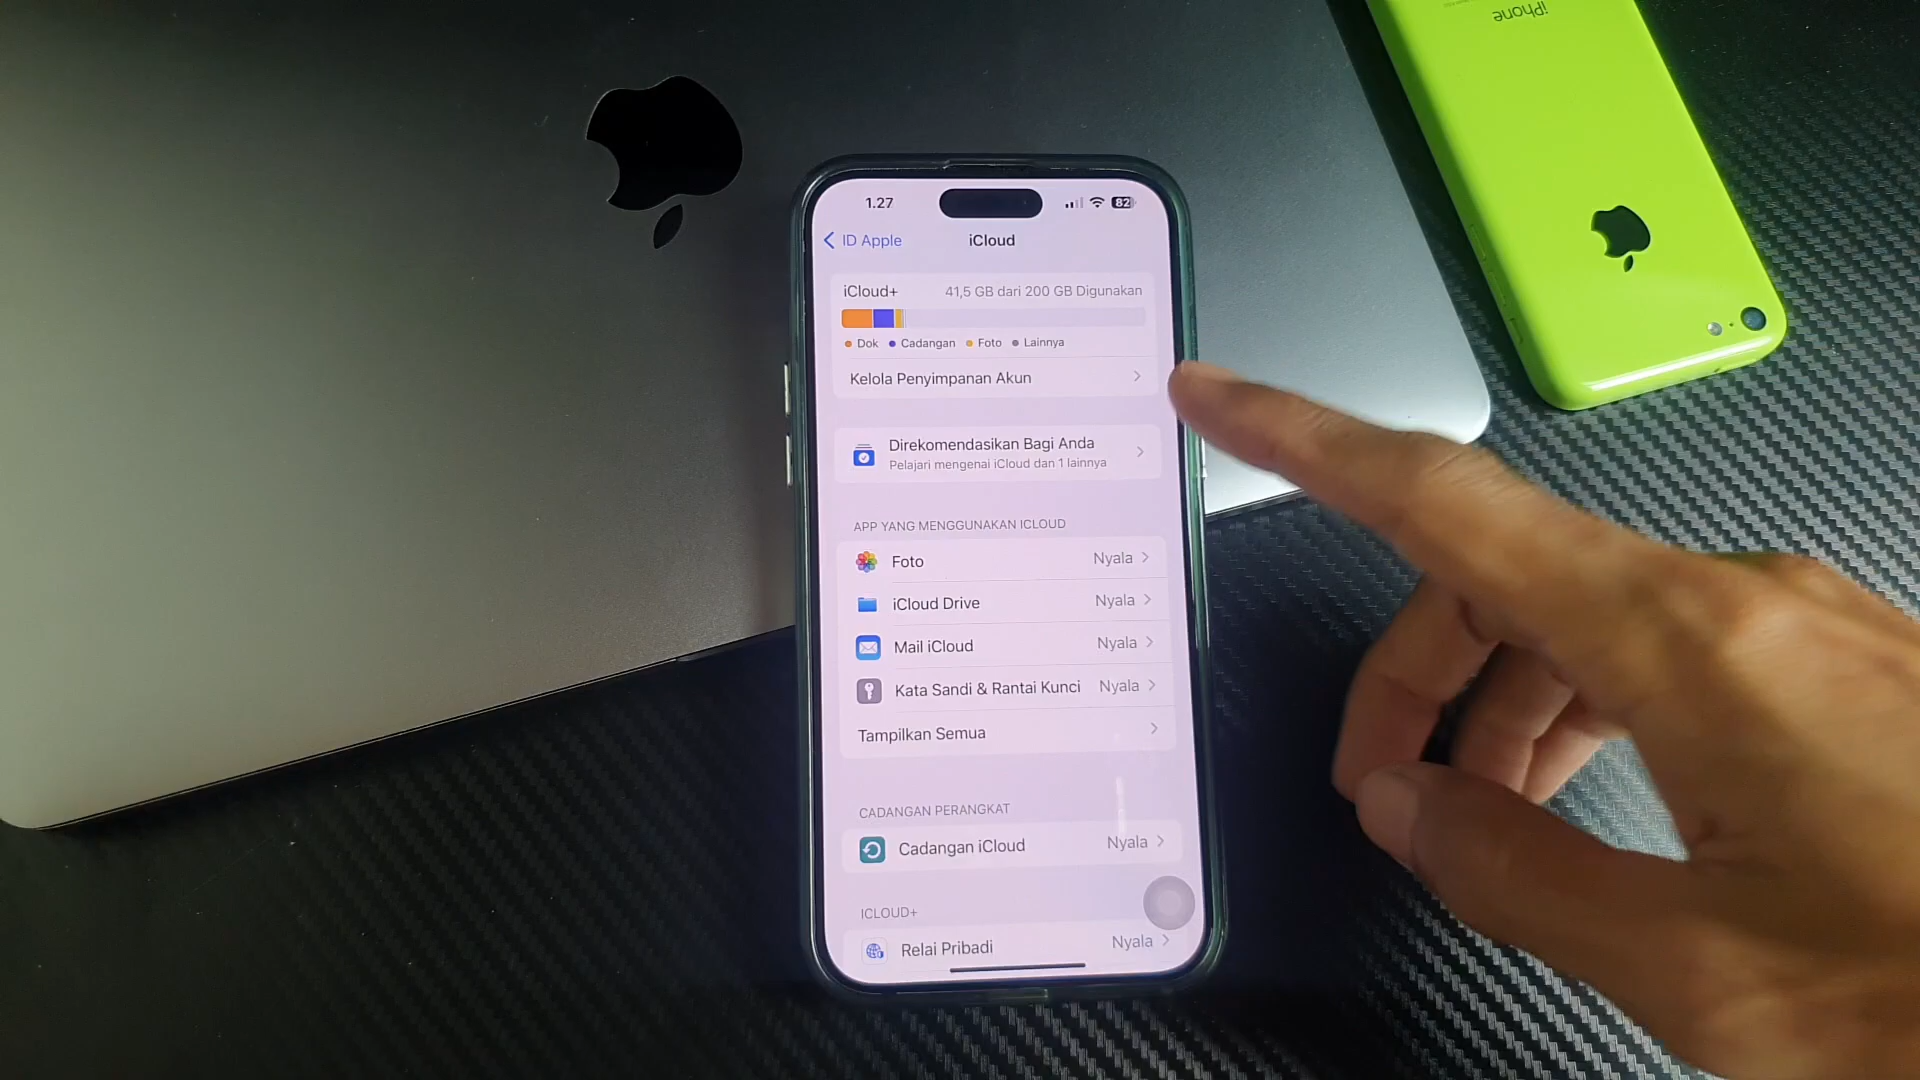 iPhone
1.27
82
ID Apple
iCloud
iCloud+ 41,5 GB dari 200 GB Digunakan
Dok Cadangan Foto Lainnya
Kelola Penyimpanan Akun
Direkomendasikan Bagi Anda
Pelajari mengenai iCloud dan 1 lainnya
APP YANG MENGGUNAKAN ICLOUD
Foto Nyala
iCloud Drive Nyala
Mail iCloud Nyala
Kata Sandi & Rantai Kunci Nyala
Tampilkan Semua
CADANGAN PERANGKAT
Cadangan iCloud Nyala
ICLOUD+
Relai Pribadi Nyala